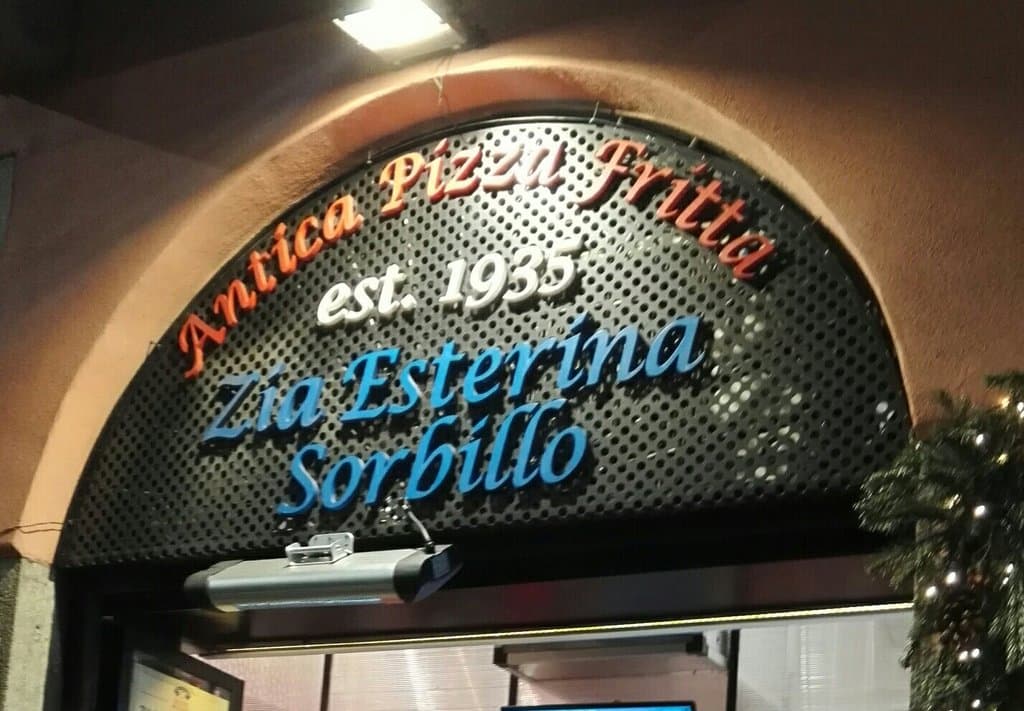 Antica Pizza Fritta
est. 1935
Zia Esterina
Sorbillo